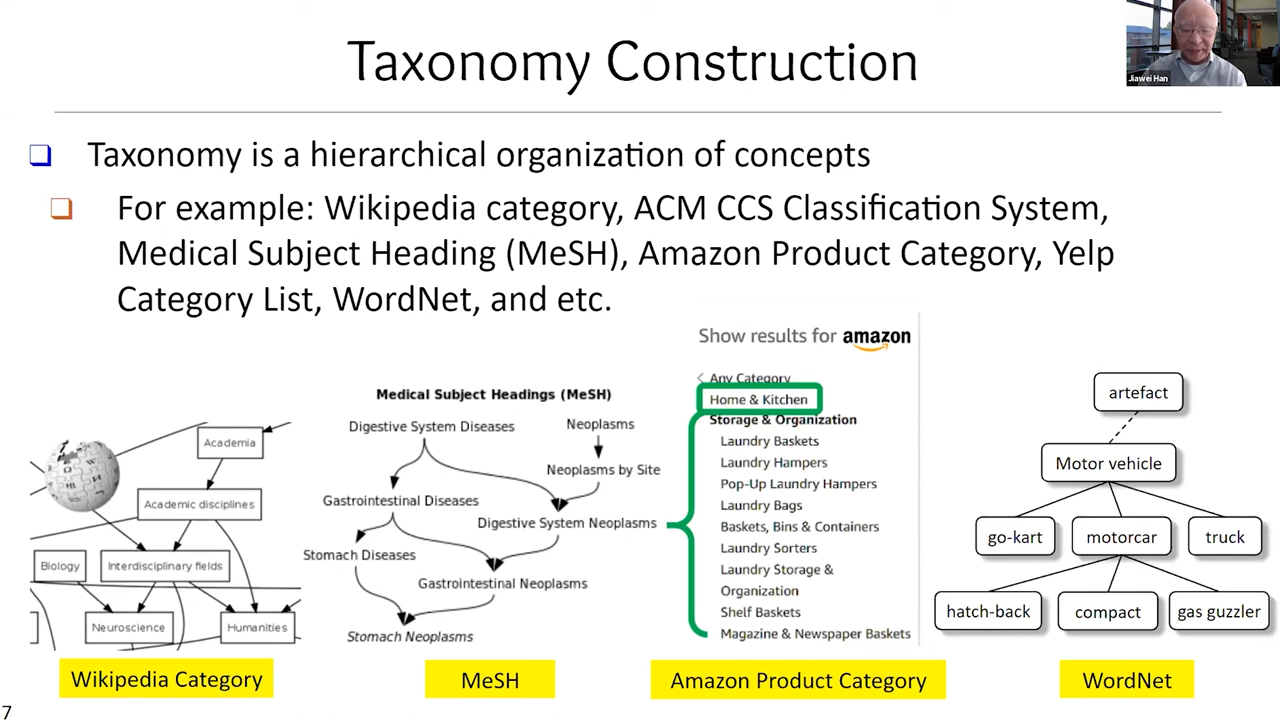 Taxonomy Construction
Jiawei Han
Taxonomy is a hierarchical organization of concepts
For example: Wikipedia category, ACM CCS Classification System,
Medical Subject Heading (MeSH), Amazon Product Category, Yelp
Category List, WordNet, and etc.
Academia
Academic disciplines
Biology
Interdisciplinary fields
Neuroscience
Humanities
Wikipedia Category
Medical Subject Headings (MeSH)
Digestive System Diseases
Neoplasms
Neoplasms by Site
Gastrointestinal Diseases
Digestive System Neoplasms
Stomach Diseases
Gastrointestinal Neoplasms
Stomach Neoplasms
MeSH
Show results for amazon
Any Category
Home & Kitchen
Storage & Organization
Laundry Baskets
Laundry Hampers
Pop-Up Laundry Hampers
Laundry Bags
Baskets, Bins & Containers
Laundry Sorters
Laundry Storage &
Organization
Shelf Baskets
Magazine & Newspaper Baskets
Amazon Product Category
artefact
Motor vehicle
go-kart
motorcar
truck
hatch-back
compact
gas guzzler
WordNet
7